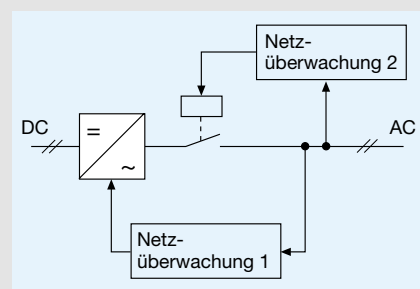 Netz-
überwachung 2
DC
=
~
AC
Netz-
überwachung 1